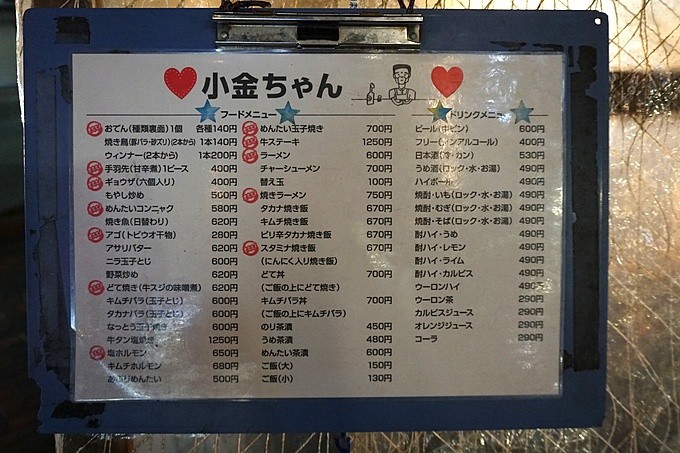 小金ちゃん
フードメニュー
おでん(種類裏面)1個 各種140円
焼き鳥(豚バラ・砂ズリ)(2本から) 1本140円
ウィンナー(2本から) 1本200円
手羽先(甘辛煮)1ピース 400円
ギョウザ(六個入り) 400円
もやし炒め 500円
めんたいコンニャク 580円
焼き魚(日替わり) 620円
アゴ(トビウオ干物) 280円
アサリバター 620円
ニラ玉子とじ 600円
野菜炒め 620円
どて焼き(牛スジの味噌煮) 620円
キムチバラ(玉子とじ) 600円
タカナバラ(玉子とじ) 600円
なっとう玉子焼き 600円
牛タン塩焼き 1250円
塩ホルモン 650円
キムチホルモン 680円
あぶりめんたい 500円
めんたい玉子焼き 700円
牛ステーキ 1250円
ラーメン 600円
チャーシューメン 700円
替え玉 100円
焼きラーメン 750円
タカナ焼き飯 670円
キムチ焼き飯 670円
ピリ辛タカナ焼き飯 670円
スタミナ焼き飯 670円
(にんにく入り焼き飯)
どて丼 700円
(ご飯の上にどて焼き)
キムチバラ丼 700円
(ご飯の上にキムチバラ)
のり茶漬 450円
うめ茶漬 480円
めんたい茶漬 600円
ご飯(大) 150円
ご飯(小) 130円
ドリンクメニュー
ビール(中ビン) 600円
フリー(ノンアルコール) 400円
日本酒(冷・カン) 530円
うめ酒(ロック・水・お湯) 490円
ハイボール 490円
焼酎・いも(ロック・水・お湯) 490円
焼酎・むぎ(ロック・水・お湯) 490円
焼酎・そば(ロック・水・お湯) 490円
酎ハイ・うめ 490円
酎ハイ・レモン 490円
酎ハイ・ライム 490円
酎ハイ・カルピス 490円
ウーロンハイ 490円
ウーロン茶 290円
カルピスジュース 290円
オレンジジュース 290円
コーラ 290円